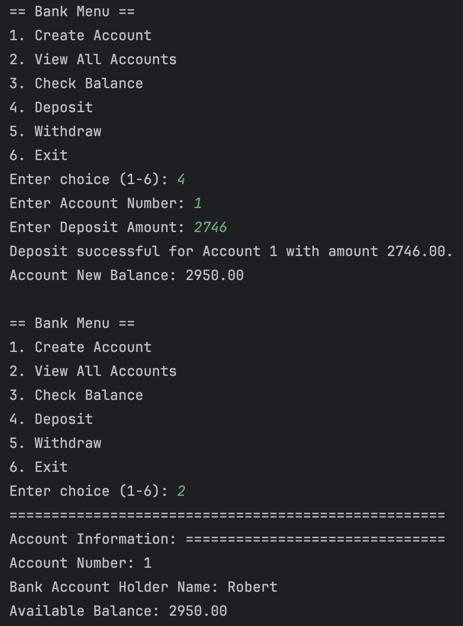 == Bank Menu ==
1. Create Account
2. View All Accounts
3. Check Balance
4. Deposit
5. Withdraw
6. Exit
Enter choice (1-6): 4
Enter Account Number: 1
Enter Deposit Amount: 2746
Deposit successful for Account 1 with amount 2746.00.
Account New Balance: 2950.00
== Bank Menu ==
1. Create Account
2. View All Accounts
3. Check Balance
4. Deposit
5. Withdraw
6. Exit
Enter choice (1-6): 2
====================================================
Account Information: ===============================
Account Number: 1
Bank Account Holder Name: Robert
Available Balance: 2950.00